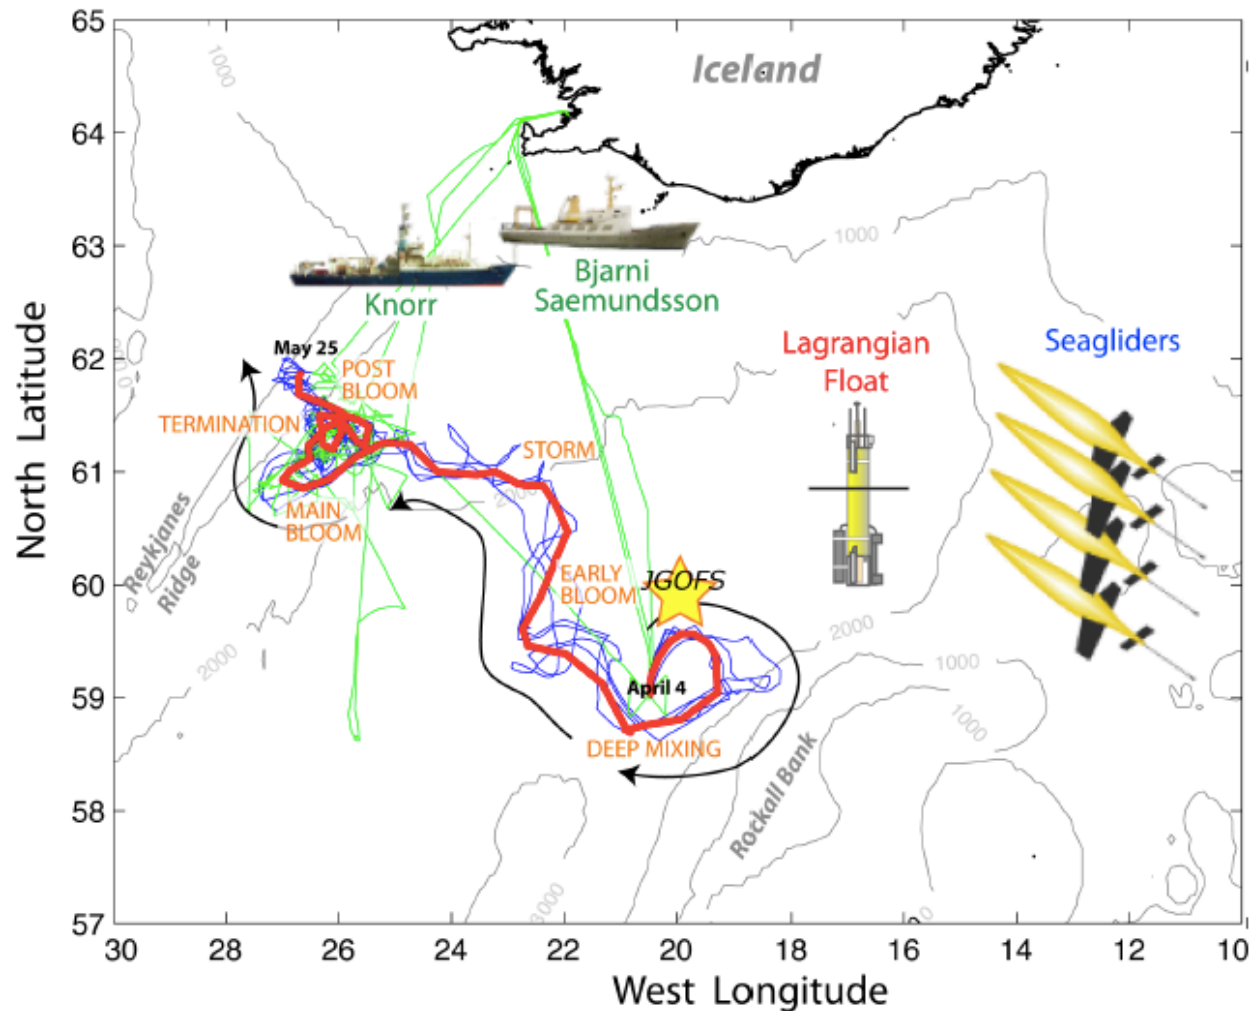 65
64
63
62
61
60
59
58
57
North Latitude
30
28
26
24
22
20
18
16
14
12
10
West Longitude
Iceland
1000
1000
Knorr
Bjarni
Saemundsson
Lagrangian
Float
Seagliders
May 25
POST
BLOOM
TERMINATION
STORM
MAIN
BLOOM
2000
Reykjanes
Ridge
EARLY
BLOOM
JGOFS
2000
2000
1000
April 4
DEEP MIXING
1000
Rockall Bank
3000